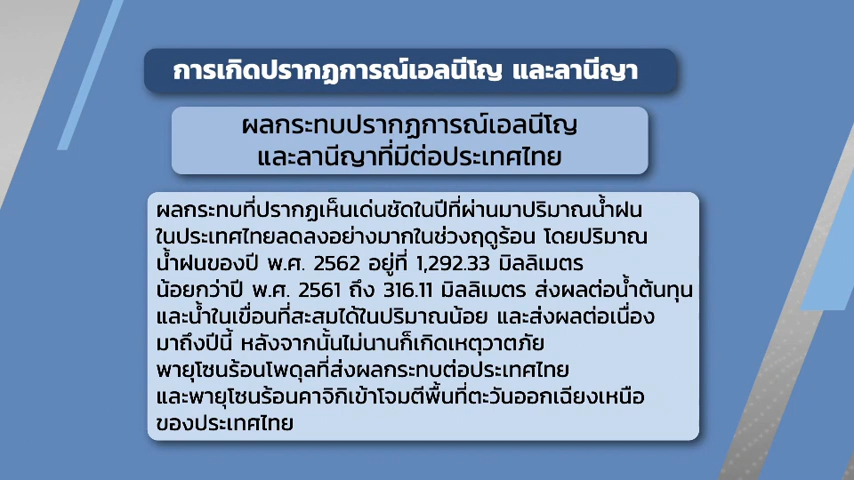 การเกิดปรากฏการณ์เอลนีโญ และลานีญา
ผลกระทบปรากฏการณ์เอลนีโญ
และลานีญาที่มีต่อประเทศไทย
ผลกระทบที่ปรากฏเห็นเด่นชัดในปีที่ผ่านมาปริมาณน้ำฝน
ในประเทศไทยลดลงอย่างมากในช่วงฤดูร้อน โดยปริมาณ
น้ำฝนของปี พ.ศ. 2562 อยู่ที่ 1,292.33 มิลลิเมตร
น้อยกว่าปี พ.ศ. 2561 ถึง 316.11 มิลลิเมตร ส่งผลต่อน้ำต้นทุน
และน้ำในเขื่อนที่สะสมได้ในปริมาณน้อย และส่งผลต่อเนื่อง
มาถึงปีนี้ หลังจากนั้นไม่นานก็เกิดเหตุวาตภัย
พายุโซนร้อนโพดุลที่ส่งผลกระทบต่อประเทศไทย
และพายุโซนร้อนคาจิกิเข้าโจมตีพื้นที่ตะวันออกเฉียงเหนือ
ของประเทศไทย